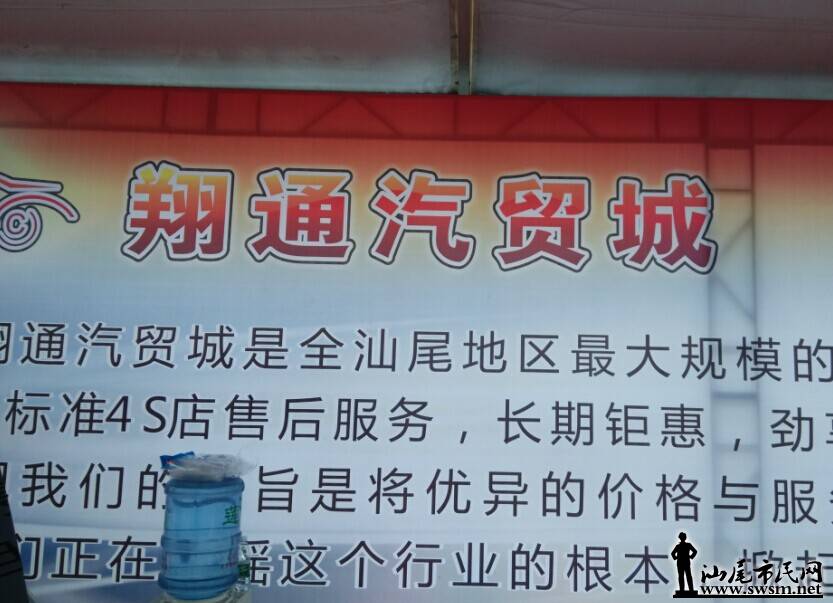 翔通汽贸城
翔通汽贸城是全汕尾地区最大规模的
标准4S店售后服务，长期钜惠，劲
我们的 旨是将优异的价格与服
们正在 谣这个行业的根本
汕尾市民网
www.swsm.net